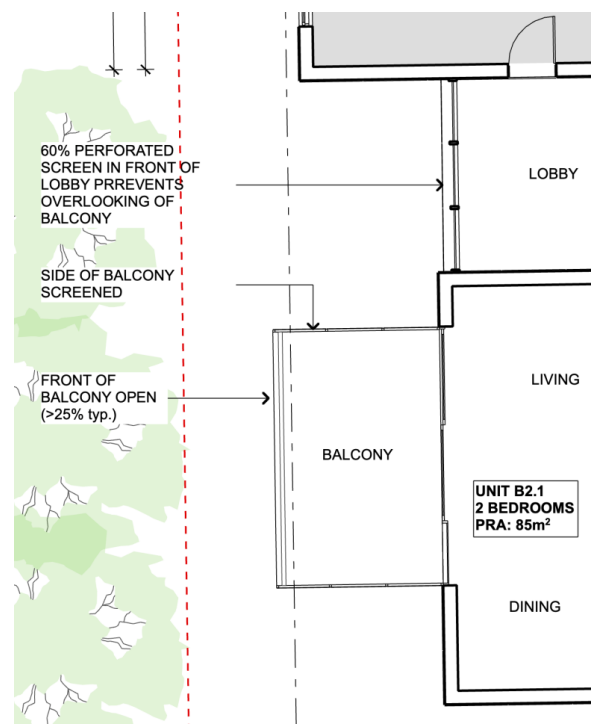 60% PERFORATED
SCREEN IN FRONT OF
LOBBY PRREVENTS
OVERLOOKING OF
BALCONY
LOBBY
SIDE OF BALCONY
SCREENED
FRONT OF
BALCONY OPEN
(>25% typ.)
LIVING
BALCONY
UNIT B2.1
2 BEDROOMS
PRA: 85m²
DINING